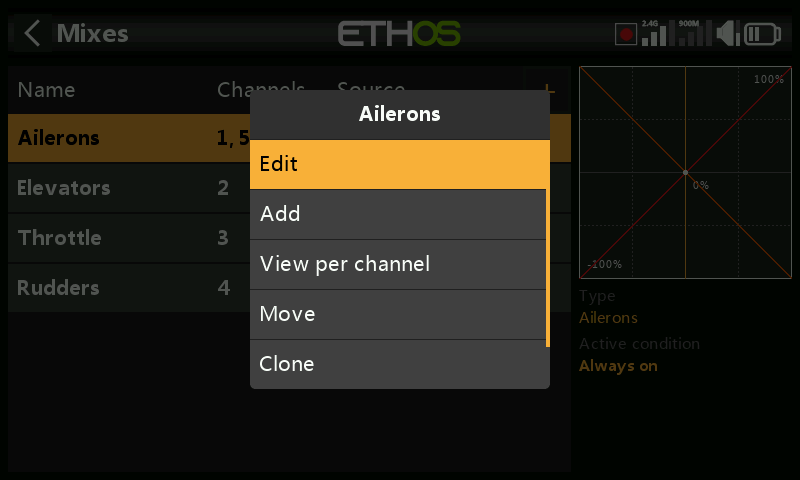 Mixes
ETHOS
2.4G
900M
Name
Channels
Source
+
Ailerons
1, 5
Elevators
2
Throttle
3
Rudders
4
Ailerons
Edit
Add
View per channel
Move
Clone
100%
0%
-100%
Type
Ailerons
Active condition
Always on